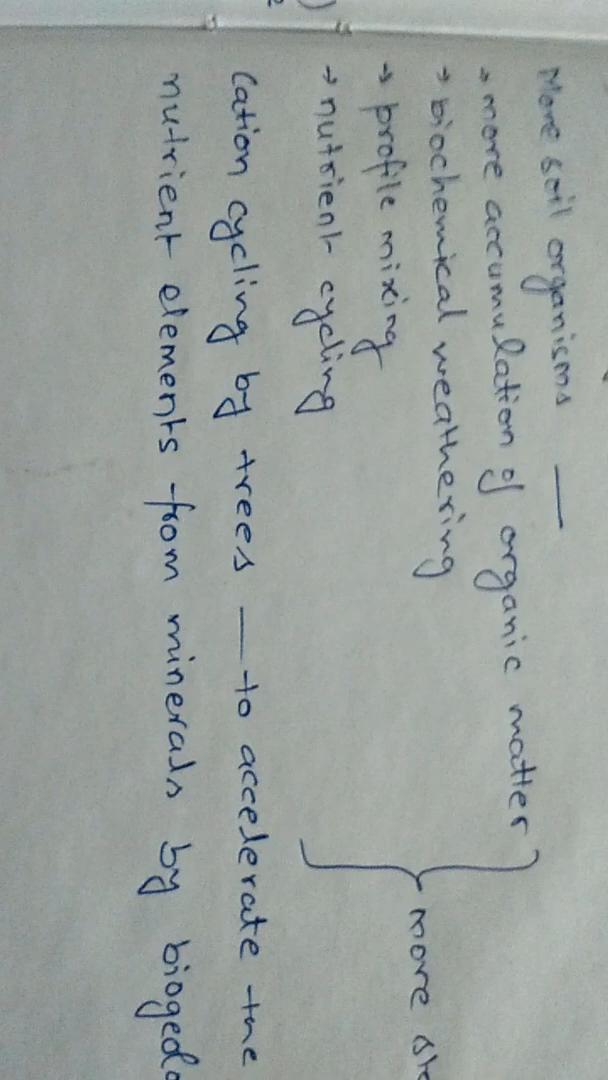 More soil organisms —
→ more accumulation of organic matter
→ biochemical weathering
→ profile mixing
→ nutrient cycling
more
Cation cycling by trees — to accelerate the
nutrient elements from minerals by